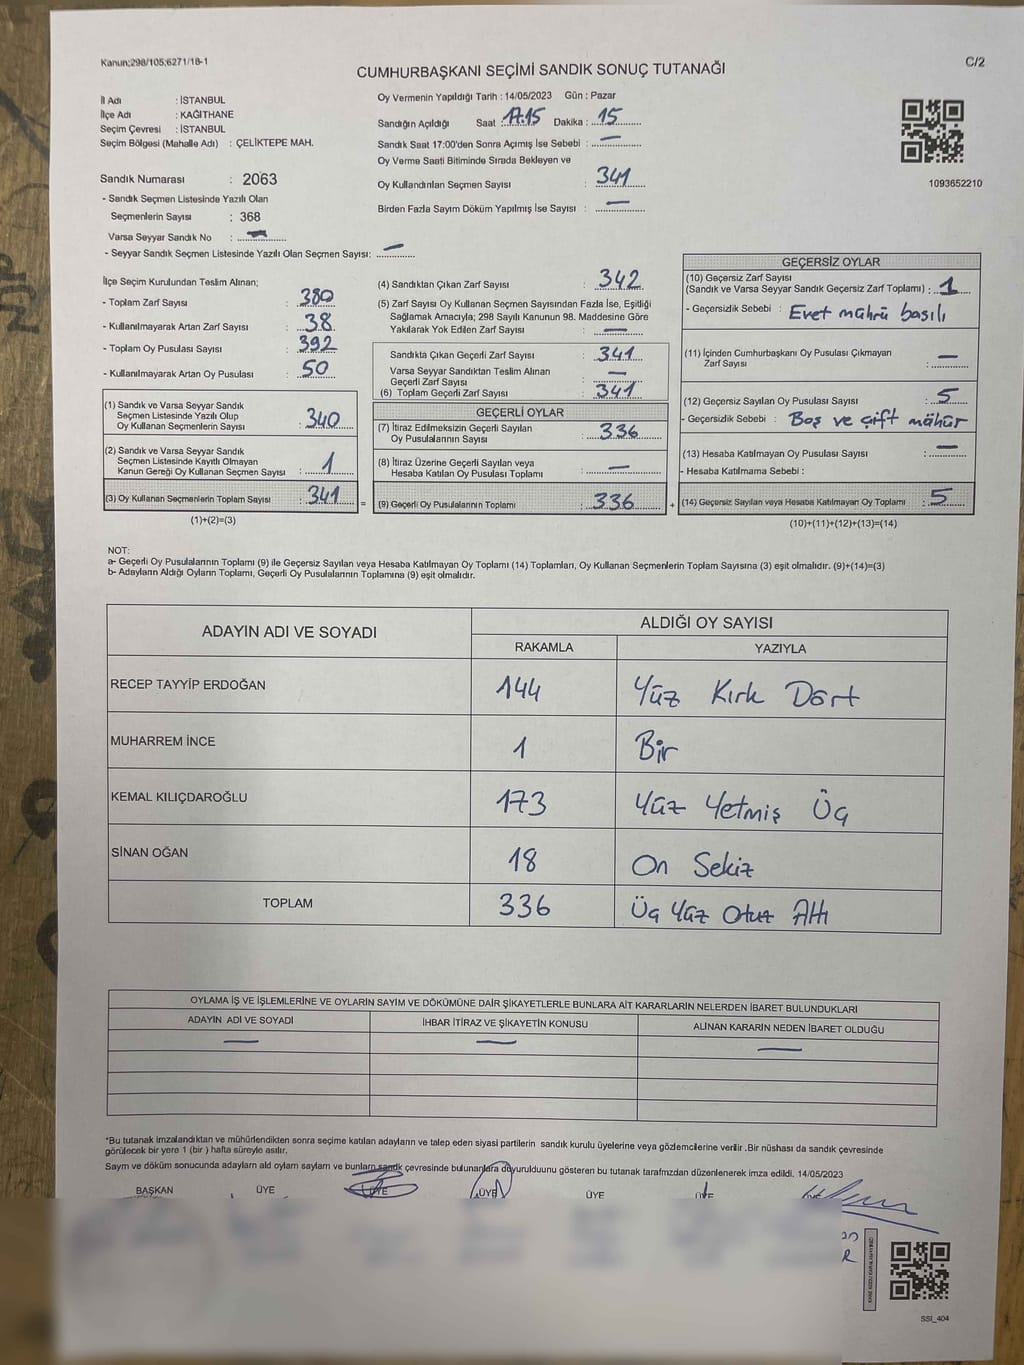 Kanun;298/105;6271/18-1
C/2
CUMHURBAŞKANI SEÇİMİ SANDIK SONUÇ TUTANAĞI
İl Adı : İSTANBUL
İlçe Adı : KAĞITHANE
Seçim Çevresi : İSTANBUL
Seçim Bölgesi (Mahalle Adı) : ÇELİKTEPE MAH.
Sandık Numarası : 2063
- Sandık Seçmen Listesinde Yazılı Olan
Seçmenlerin Sayısı : 368
Varsa Seyyar Sandık No : —
- Seyyar Sandık Seçmen Listesinde Yazılı Olan Seçmen Sayısı: —
Oy Vermenin Yapıldığı Tarih : 14/05/2023 Gün : Pazar
Sandığın Açıldığı Saat : 17.15 Dakika : 15
Sandık Saat 17:00'den Sonra Açımış İse Sebebi : —
Oy Verme Saati Bitiminde Sırada Bekleyen ve
Oy Kullandırılan Seçmen Sayısı : 341
Birden Fazla Sayım Döküm Yapılmış İse Sayısı : —
1093652210
İlçe Seçim Kurulundan Teslim Alınan;
- Toplam Zarf Sayısı : 380
- Kullanılmayarak Artan Zarf Sayısı : 38
- Toplam Oy Pusulası Sayısı : 392
- Kullanılmayarak Artan Oy Pusulası : 50
(1) Sandık ve Varsa Seyyar Sandık
Seçmen Listesinde Yazılı Olup
Oy Kullanan Seçmenlerin Sayısı : 340
(2) Sandık ve Varsa Seyyar Sandık
Seçmen Listesinde Kayıtlı Olmayan
Kanun Gereği Oy Kullanan Seçmen Sayısı : 1
(3) Oy Kullanan Seçmenlerin Toplam Sayısı : 341 =
(1)+(2)=(3)
(4) Sandıktan Çıkan Zarf Sayısı : 342
(5) Zarf Sayısı Oy Kullanan Seçmen Sayısından Fazla İse, Eşitliği
Sağlamak Amacıyla; 298 Sayılı Kanunun 98. Maddesine Göre
Yakılarak Yok Edilen Zarf Sayısı : —
Sandıkta Çıkan Geçerli Zarf Sayısı : 341
Varsa Seyyar Sandıktan Teslim Alınan
Geçerli Zarf Sayısı : —
(6) Toplam Geçerli Zarf Sayısı : 341
GEÇERLİ OYLAR
(7) İtiraz Edilmeksizin Geçerli Sayılan
Oy Pusulalarının Sayısı : 336
(8) İtiraz Üzerine Geçerli Sayılan veya
Hesaba Katılan Oy Pusulası Toplamı : —
(9) Geçerli Oy Pusulalarının Toplamı : 336 +
GEÇERSİZ OYLAR
(10) Geçersiz Zarf Sayısı
(Sandık ve Varsa Seyyar Sandık Geçersiz Zarf Toplamı) : 1
- Geçersizlik Sebebi : Evet mührü basılı
(11) İçinden Cumhurbaşkanı Oy Pusulası Çıkmayan
Zarf Sayısı : —
(12) Geçersiz Sayılan Oy Pusulası Sayısı : 5
- Geçersizlik Sebebi : Boş ve çift mühür
(13) Hesaba Katılmayan Oy Pusulası Sayısı : —
- Hesaba Katılmama Sebebi :
(14) Geçersiz Sayılan veya Hesaba Katılmayan Oy Toplamı : 5
(10)+(11)+(12)+(13)=(14)
NOT:
a- Geçerli Oy Pusulalarının Toplamı (9) ile Geçersiz Sayılan veya Hesaba Katılmayan Oy Toplamı (14) Toplamları, Oy Kullanan Seçmenlerin Toplam Sayısına (3) eşit olmalıdır. (9)+(14)=(3)
b- Adayların Aldığı Oyların Toplamı, Geçerli Oy Pusulalarının Toplamına (9) eşit olmalıdır.
ADAYIN ADI VE SOYADI
ALDIĞI OY SAYISI
RAKAMLA YAZIYLA
RECEP TAYYİP ERDOĞAN 144 Yüz Kırk Dört
MUHARREM İNCE 1 Bir
KEMAL KILIÇDAROĞLU 173 Yüz Yetmiş Üç
SİNAN OĞAN 18 On Sekiz
TOPLAM 336 Üç Yüz Otuz Altı
OYLAMA İŞ VE İŞLEMLERİNE VE OYLARIN SAYIM VE DÖKÜMÜNE DAİR ŞİKAYETLERLE BUNLARA AİT KARARLARIN NELERDEN İBARET BULUNDUKLARI
ADAYIN ADI VE SOYADI İHBAR İTİRAZ VE ŞİKAYETİN KONUSU ALINAN KARARIN NEDEN İBARET OLDUĞU
— — —
*Bu tutanak imzalandıktan ve mühürlendikten sonra seçime katılan adayların ve talep eden siyasi partilerin sandık kurulu üyelerine veya gözlemcilerine verilir .Bir nüshası da sandık çevresinde
görülecek bir yere 1 (bir ) hafta süreyle asılır.
Sayım ve döküm sonucunda adayların ald oyların sayların ve bunların sandk çevresinde bulunanlara duyurulduunu gösteren bu tutanak tarafmzdan düzenlenerek imza edildi. 14/05/2023
BAŞKAN ÜYE ÜYE ÜYE ÜYE ÜYE
SSI_404